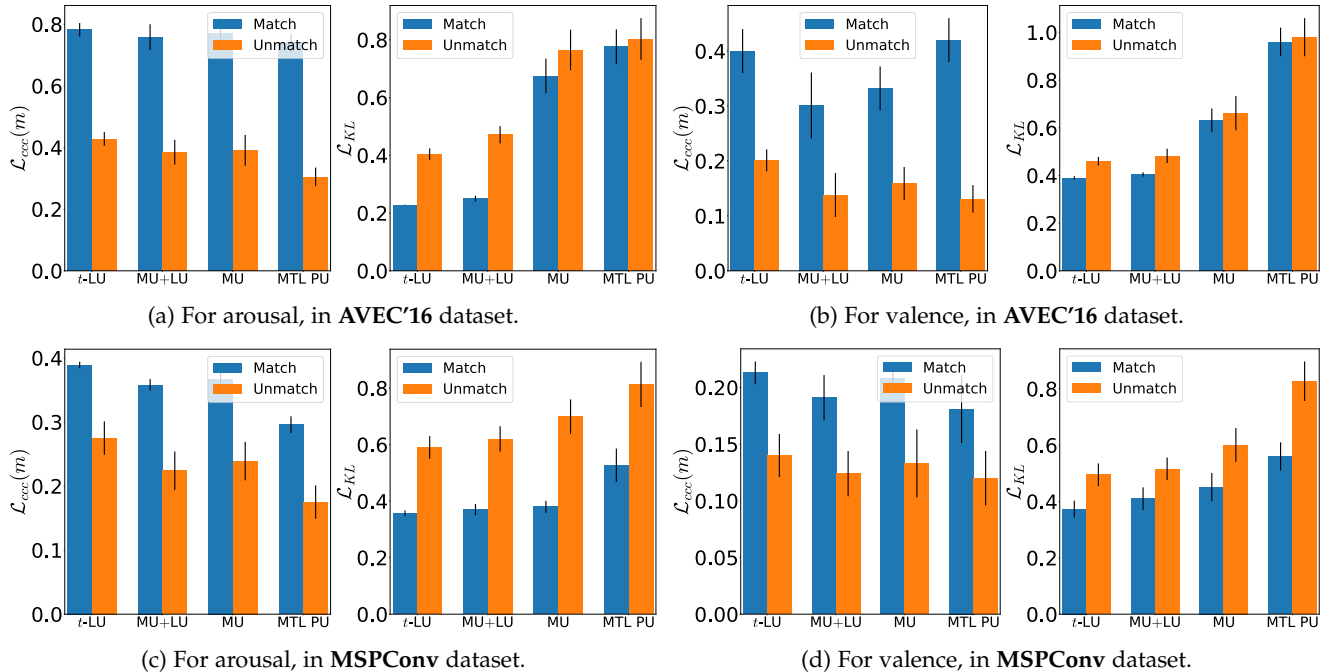 0.8
0.6
0.4
0.2
0.0
ℒccc(m)
Match
Unmatch
t-LU MU+LU MU MTL PU
0.8
0.6
0.4
0.2
0.0
ℒKL
Match
Unmatch
t-LU MU+LU MU MTL PU
(a) For arousal, in AVEC'16 dataset.
0.4
0.3
0.2
0.1
0.0
ℒccc(m)
Match
Unmatch
t-LU MU+LU MU MTL PU
1.0
0.8
0.6
0.4
0.2
0.0
ℒKL
Match
Unmatch
t-LU MU+LU MU MTL PU
(b) For valence, in AVEC'16 dataset.
0.4
0.3
0.2
0.1
0.0
ℒccc(m)
Match
Unmatch
t-LU MU+LU MU MTL PU
0.8
0.6
0.4
0.2
0.0
ℒKL
Match
Unmatch
t-LU MU+LU MU MTL PU
(c) For arousal, in MSPConv dataset.
0.20
0.15
0.10
0.05
0.00
ℒccc(m)
Match
Unmatch
t-LU MU+LU MU MTL PU
0.8
0.6
0.4
0.2
0.0
ℒKL
Match
Unmatch
t-LU MU+LU MU MTL PU
(d) For valence, in MSPConv dataset.